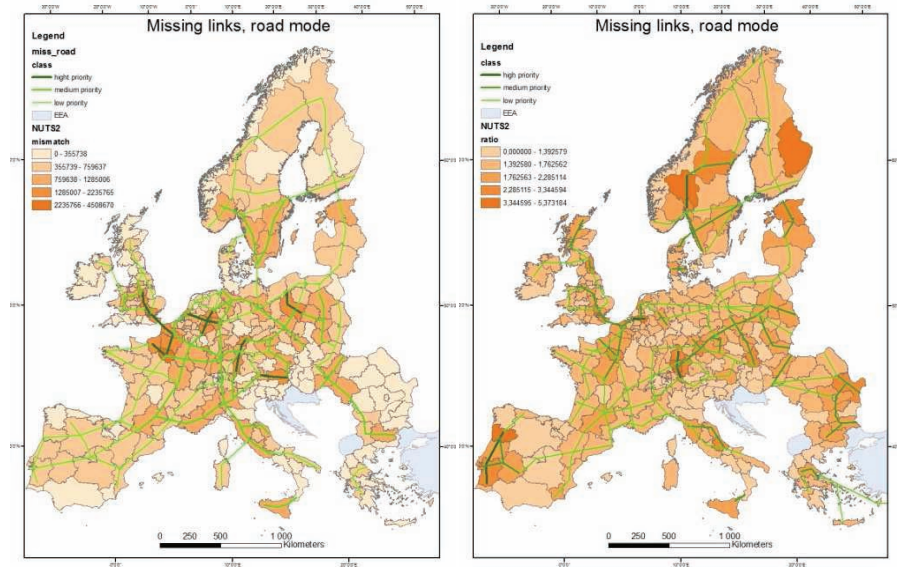 Missing links, road mode
Legend
miss_road
class
hight priority
medium priority
low priority
EEA
NUTS2
mismatch
0 - 355738
355739 - 759637
759638 - 1285006
1285007 - 2235765
2235766 - 4508670
0 250 500 1 000
Kilometers
Missing links, road mode
Legend
class
high priority
medium priority
low priority
EEA
NUTS2
ratio
0,000000 - 1,392579
1,392580 - 1,762562
1,762563 - 2,285114
2,285115 - 3,344594
3,344595 - 5,373184
0 250 500 1 000
Kilometers